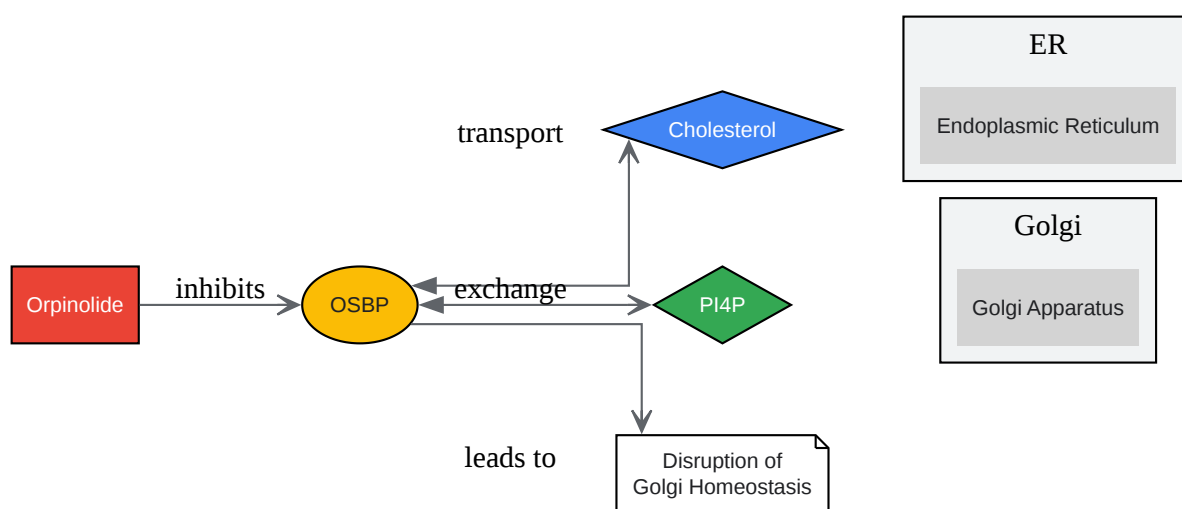 ER
Endoplasmic Reticulum
transport
Cholesterol
Golgi
Golgi Apparatus
Orpinolide
inhibits
OSBP
exchange
PI4P
leads to
Disruption of
Golgi Homeostasis